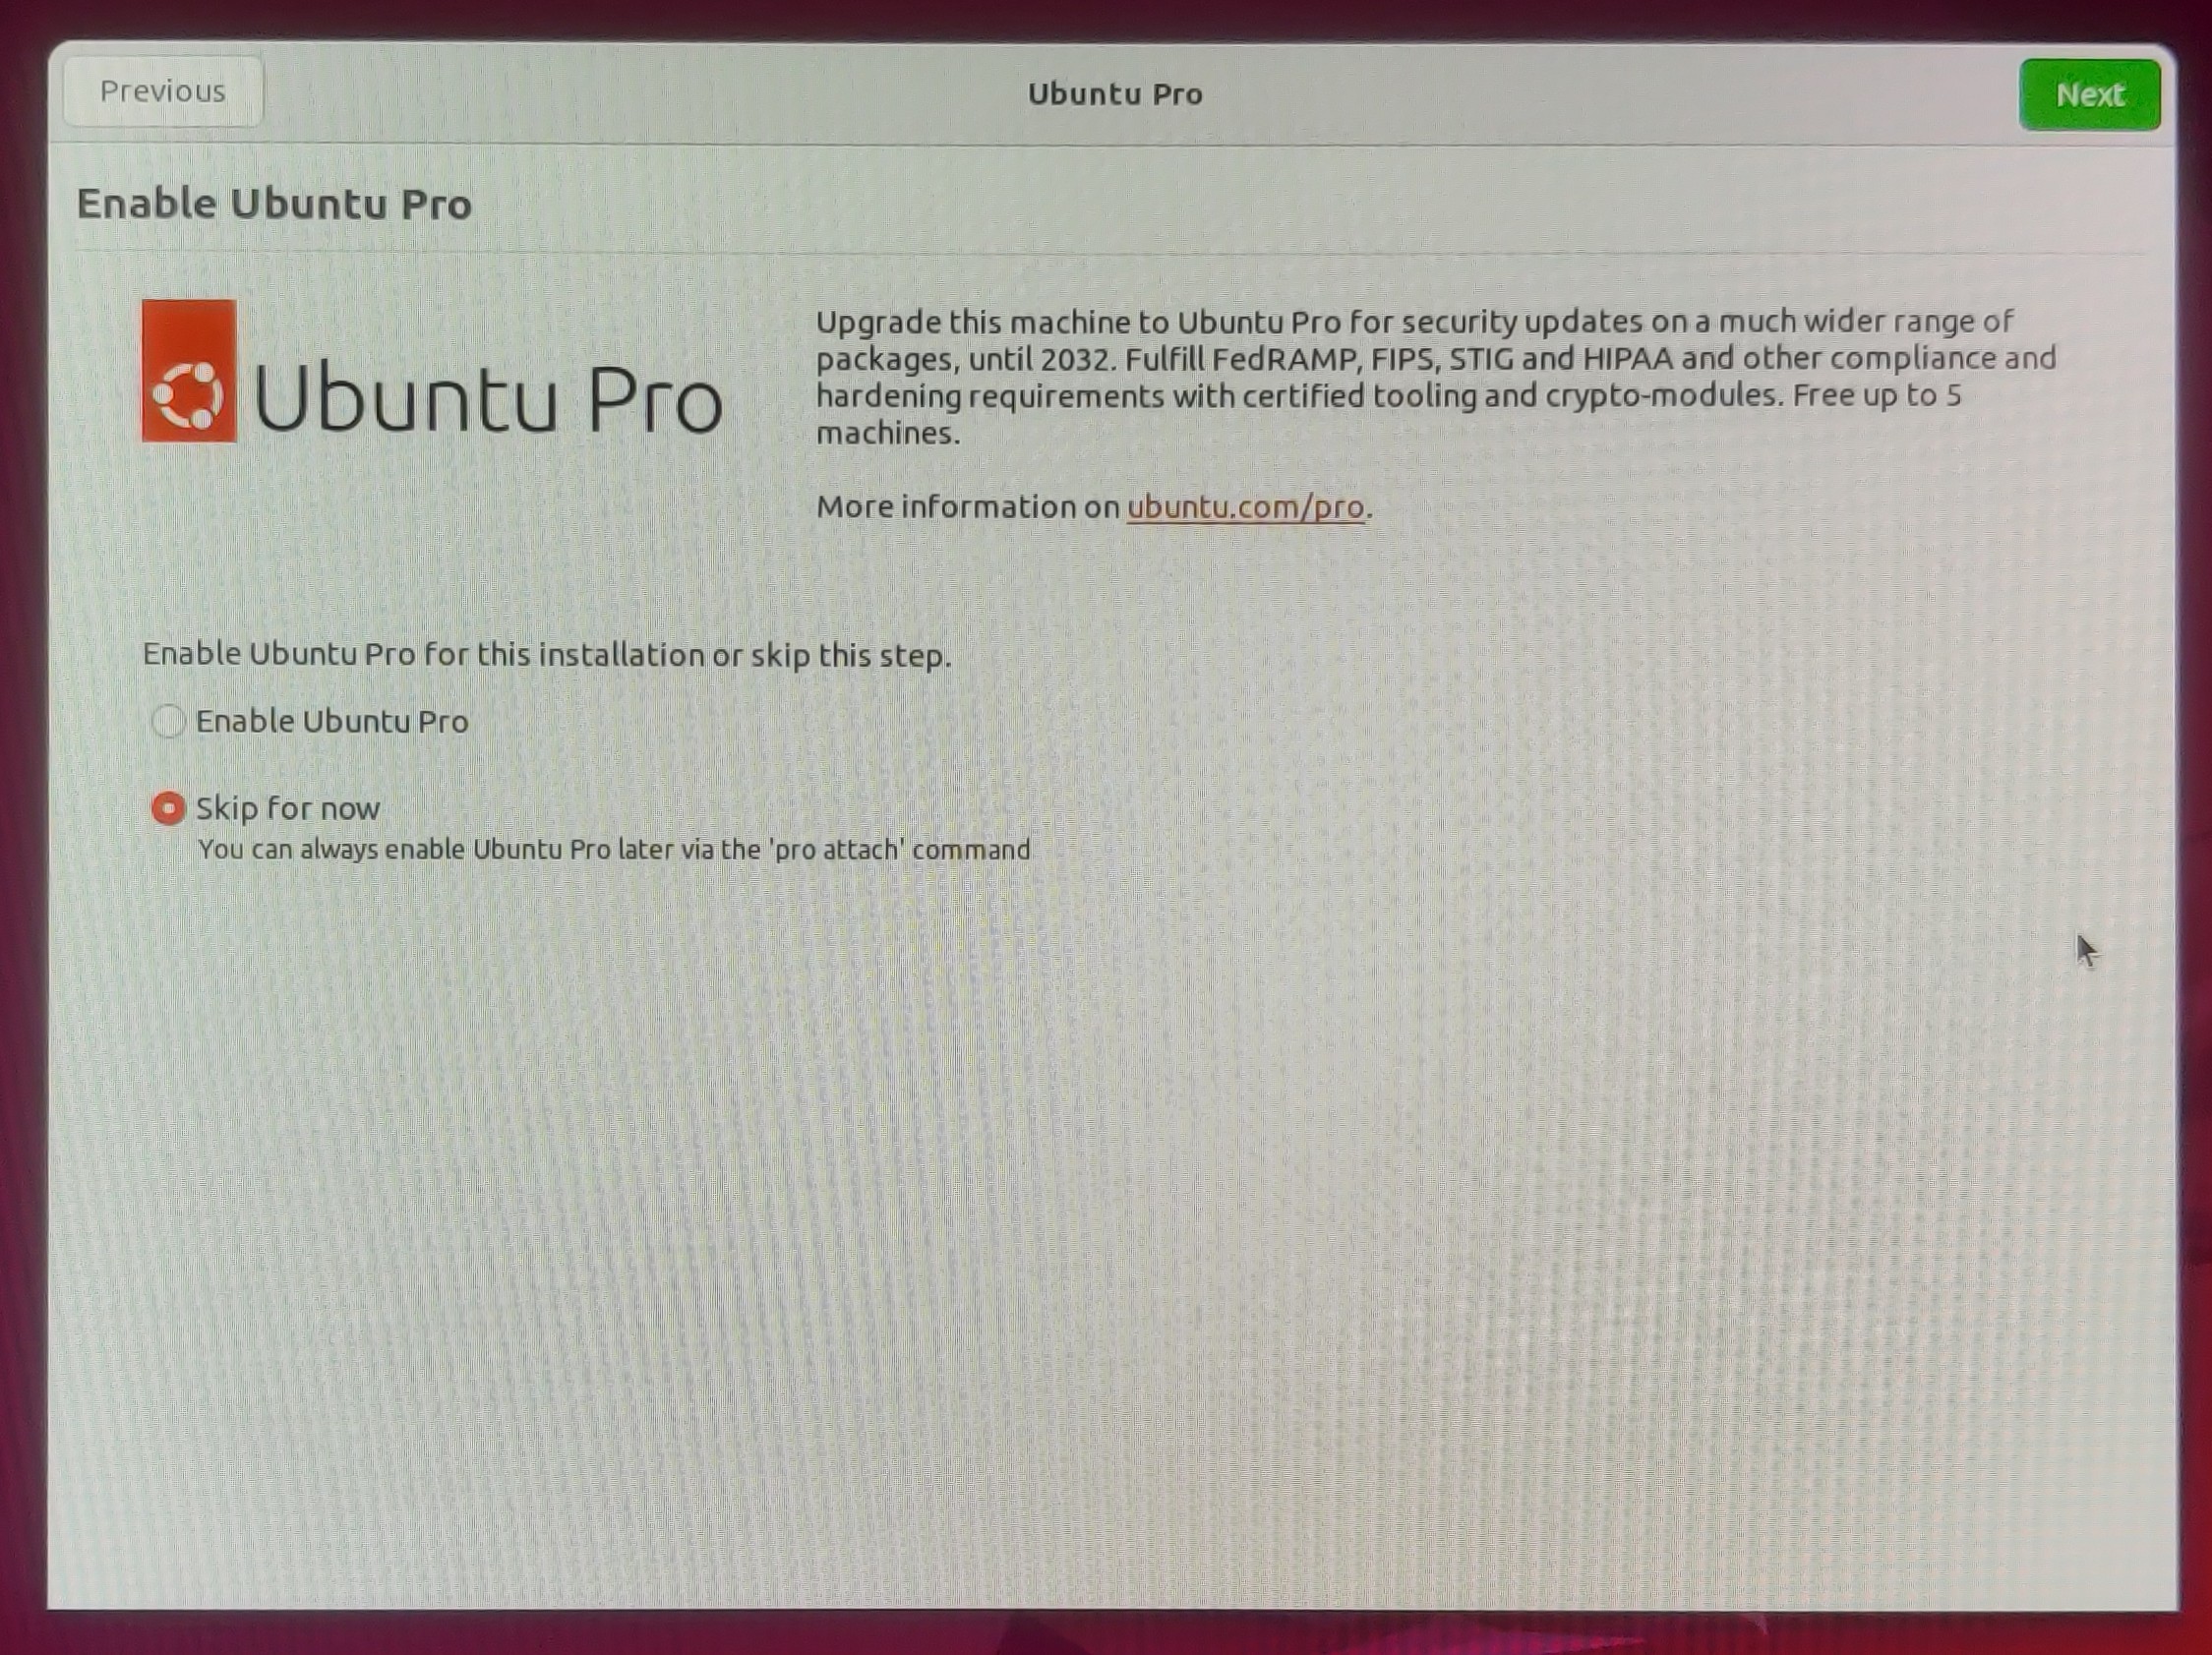 Previous
Ubuntu Pro
Next
Enable Ubuntu Pro
Ubuntu Pro
Upgrade this machine to Ubuntu Pro for security updates on a much wider range of
packages, until 2032. Fulfill FedRAMP, FIPS, STIG and HIPAA and other compliance and
hardening requirements with certified tooling and crypto-modules. Free up to 5
machines.
More information on ubuntu.com/pro.
Enable Ubuntu Pro for this installation or skip this step.
Enable Ubuntu Pro
Skip for now
You can always enable Ubuntu Pro later via the 'pro attach' command